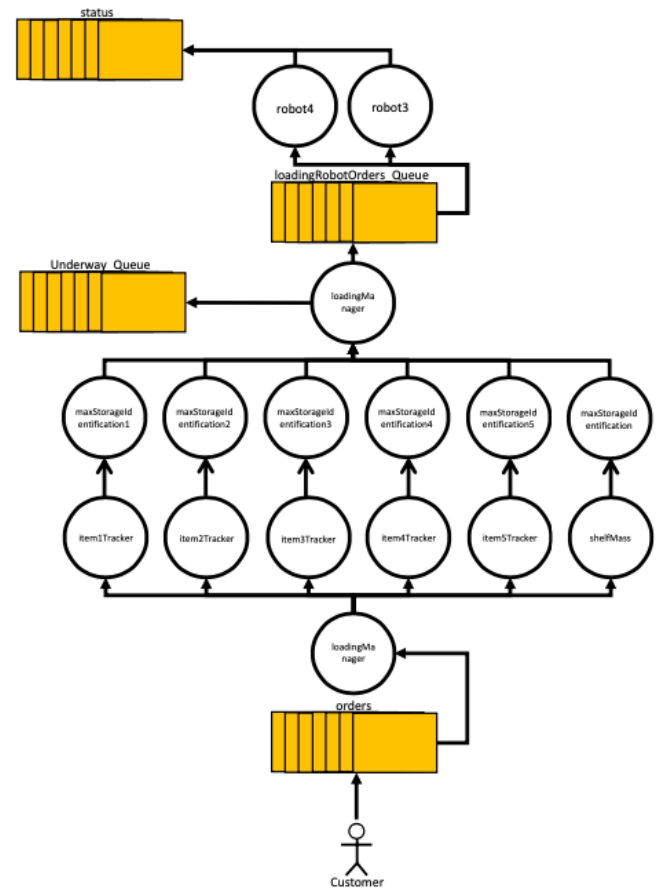 status
robot4
robot3
loadingRobotOrders_Queue
Underway_Queue
loadingMa
nager
maxStorageId
entification1
maxStorageId
entification2
maxStorageId
entification3
maxStorageId
entification4
maxStorageId
entification5
maxStorageId
entification
item1Tracker
item2Tracker
item3Tracker
item4Tracker
item5Tracker
shelfMass
loadingMa
nager
orders
Customer